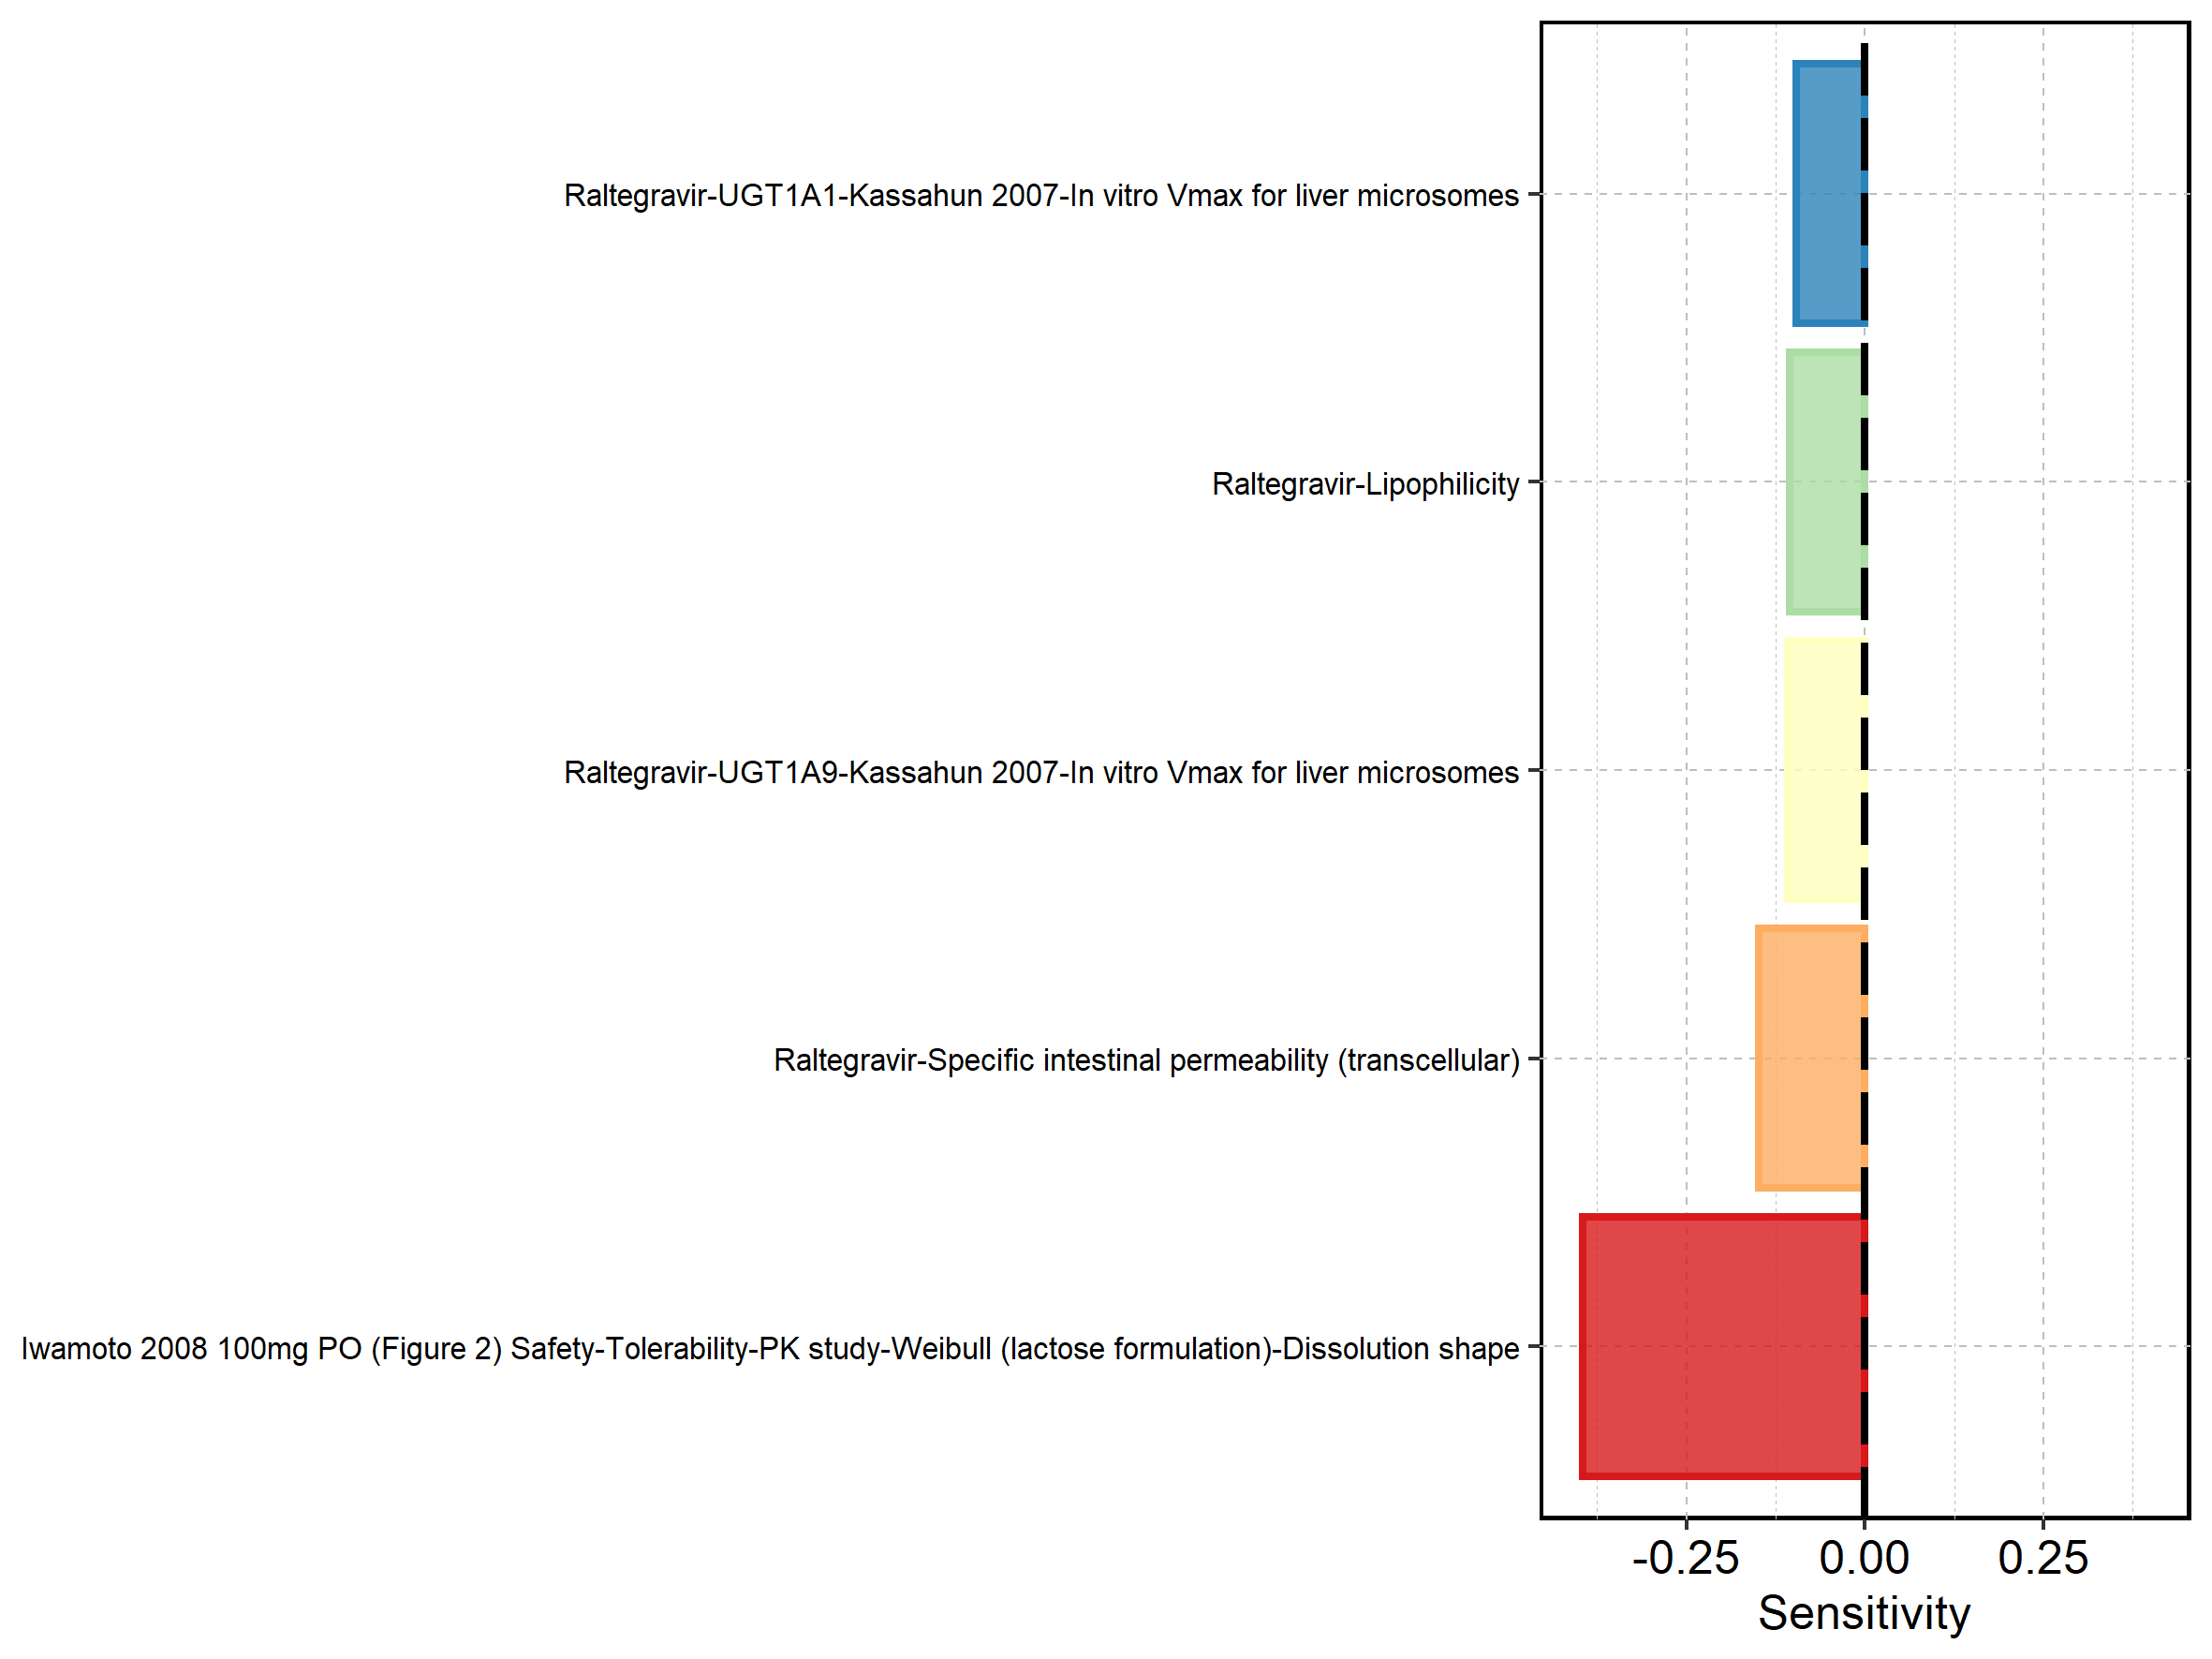 Raltegravir-UGT1A1-Kassahun 2007-In vitro Vmax for liver microsomes
Raltegravir-Lipophilicity
Raltegravir-UGT1A9-Kassahun 2007-In vitro Vmax for liver microsomes
Raltegravir-Specific intestinal permeability (transcellular)
Iwamoto 2008 100mg PO (Figure 2) Safety-Tolerability-PK study-Weibull (lactose formulation)-Dissolution shape
-0.25 0.00 0.25
Sensitivity